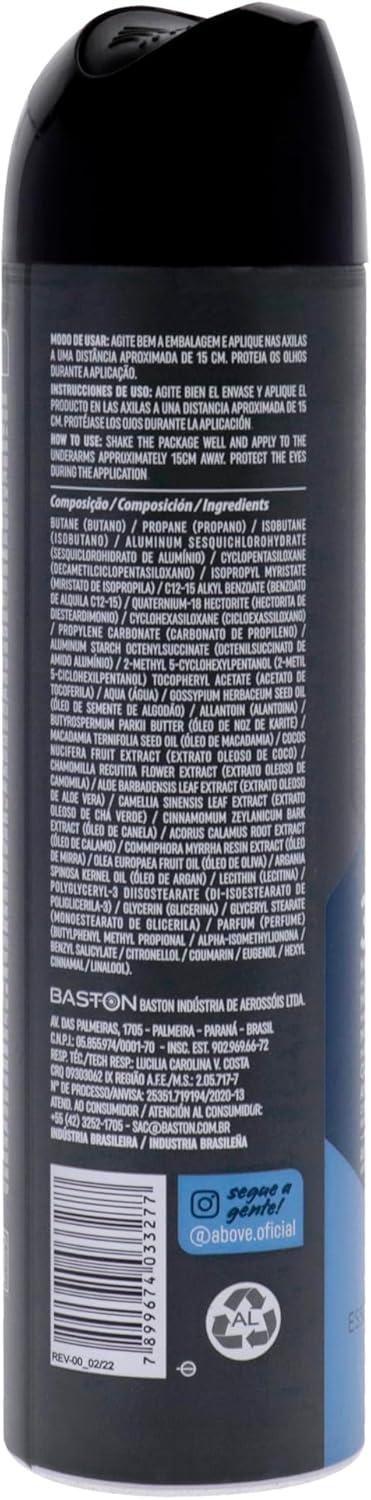 MODO DE USAR: AGITE BEM A EMBALAGEM E APLIQUE NAS AXILAS
A UMA DISTÂNCIA APROXIMADA DE 15 CM. PROTEJA OS OLHOS
DURANTE A APLICAÇÃO.
INSTRUCCIONES DE USO: AGITE BIEN EL ENVASE Y APLIQUE EL
PRODUCTO EN LAS AXILAS A UNA DISTANCIA APROXIMADA DE 15
CM. PROTÉJASE LOS OJOS DURANTE LA APLICACIÓN
HOW TO USE: SHAKE THE PACKAGE WELL AND APPLY TO THE
UNDERARMS APPROXIMATELY 15CM AWAY. PROTECT THE EYES
DURING THE APPLICATION
Composição / Composición / Ingredients
BUTANE (BUTANO) / PROPANE (PROPANO) / ISOBUTANE
(ISOBUTANO) / ALUMINUM SESQUICHLOROHYDRATE
(SESQUICLOROHIDRATO DE ALUMÍNIO) / CYCLOPENTASILOXANE
(DECAMETILCICLOPENTASILOXANO) / ISOPROPYL MYRISTATE
(MIRISTATO DE ISOPROPILA) / C12-15 ALKYL BENZOATE (BENZOATO
DE ALQUILA C12-15) / QUATERNIUM-18 HECTORITE (HECTORITA DE
DIESTEARDIMONIO) / CYCLOHEXASILOXANE (CICLOEXASSILOXANO)
/ PROPYLENE CARBONATE (CARBONATO DE PROPILENO) /
ALUMINUM STARCH OCTENYLSUCCINATE (OCTENILSUCCINATO DE
AMIDO ALUMÍNIO) / 2-METHYL 5-CYCLOHEXYLPENTANOL (2-METIL
5-CICLOHEXILPENTANOL) TOCOPHERYL ACETATE (ACETATO DE
TOCOFERILA) / AQUA (ÁGUA) / GOSSYPIUM HERBACEUM SEED OIL
(ÓLEO DE SEMENTE DE ALGODÃO) / ALLANTOIN (ALANTOINA) /
BUTYROSPERMUM PARKII BUTTER (ÓLEO DE NOZ DE KARITE) /
MACADAMIA TERNIFOLIA SEED OIL (ÓLEO DE MACADAMIA) / COCOS
NUCIFERA FRUIT EXTRACT (EXTRATO OLEOSO DE COCO) /
CHAMOMILLA RECUTITA FLOWER EXTRACT (EXTRATO OLEOSO DE
CAMOMILA) / ALOE BARBADENSIS LEAF EXTRACT (EXTRATO OLEOSO
DE ALOE VERA) / CAMELLIA SINENSIS LEAF EXTRACT (EXTRATO
OLEOSO DE CHÁ VERDE) / CINNAMOMUM ZEYLANICUM BARK
EXTRACT (ÓLEO DE CANELA) / ACORUS CALAMUS ROOT EXTRACT
(ÓLEO DE CÁLAMO) / COMMIPHORA MYRRHA RESIN EXTRACT (ÓLEO
DE MIRRA) / OLEA EUROPAEA FRUIT OIL (ÓLEO DE OLIVA) / ARGANIA
SPINOSA KERNEL OIL (ÓLEO DE ARGAN) / LECITHIN (LECITINA) /
POLYGLYCERYL-3 DIISOSTEARATE (DI-ISOESTEARATO DE
POLIGLICERILA-3) / GLYCERIN (GLICERINA) / GLYCERYL STEARATE
(MONOESTEARATO DE GLICERILA) / PARFUM (PERFUME)
(BUTYLPHENYL METHYL PROPIONAL / ALPHA-ISOMETHYLIONONA /
BENZYL SALICYLATE / CITRONELLOL / COUMARIN / EUGENOL / HEXYL
CINNAMAL / LINALOOL).
BASTON BASTON INDÚSTRIA DE AEROSSÓIS LTDA.
AV. DAS PALMEIRAS, 1705 - PALMEIRA - PARANÁ - BRASIL
C.N.P.J. 05.855.974/0001-70 - INSC. EST. 902.969.66-72
RESP. TÉC/TECH RESP.: LUCILIA CAROLINA V. COSTA
CRQ 09303062 IX REGIÃO A.F.E./M.S.: 2.05.717-7
Nº DE PROCESSO/ANVISA: 25351.719194/2020-13
ATEND. AO CONSUMIDOR / ATENCIÓN AL CONSUMIDOR:
+55 (42) 3252-1705 - SAC@BASTON.COM.BR
INDÚSTRIA BRASILEIRA / INDUSTRIA BRASILEÑA
segue a
gente!
@above.oficial
AL
7 899674 033277
REV-00_02/22